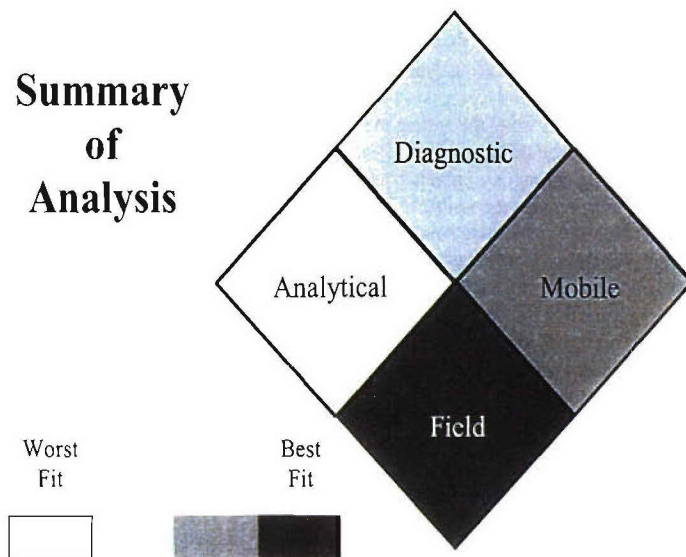 Summary
of
Analysis
Diagnostic
Analytical
Mobile
Field
Worst
Fit
Best
Fit